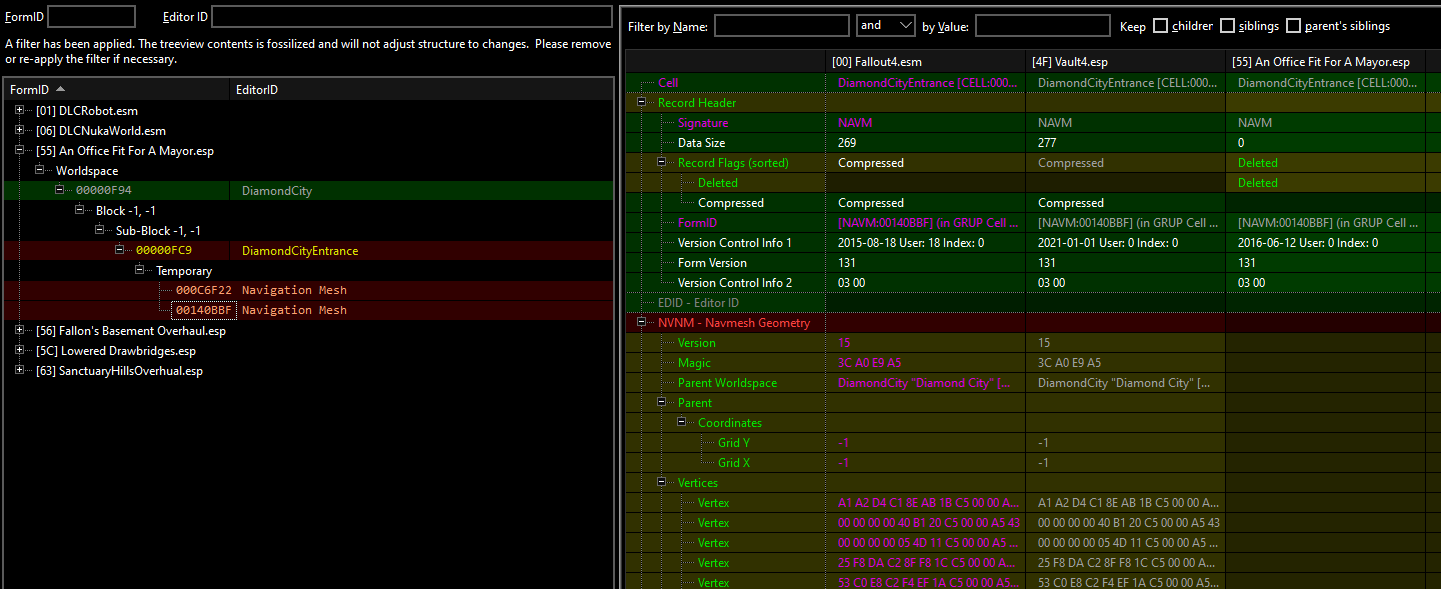 FormID Editor ID
A filter has been applied. The treeview contents is fossilized and will not adjust structure to changes.  Please remove
or re-apply the filter if necessary.
FormID EditorID
[01] DLCRobot.esm
[06] DLCNukaWorld.esm
[55] An Office Fit For A Mayor.esp
Worldspace
00000F94 DiamondCity
Block -1, -1
Sub-Block -1, -1
00000FC9 DiamondCityEntrance
Temporary
000C6F22 Navigation Mesh
00140BBF Navigation Mesh
[56] Fallon's Basement Overhaul.esp
[5C] Lowered Drawbridges.esp
[63] SanctuaryHillsOverhual.esp
Filter by Name: and by Value: Keep children siblings parent's siblings
[00] Fallout4.esm [4F] Vault4.esp [55] An Office Fit For A Mayor.esp
Cell DiamondCityEntrance [CELL:000... DiamondCityEntrance [CELL:000... DiamondCityEntrance [CELL:000...
Record Header
Signature NAVM NAVM NAVM
Data Size 269 277 0
Record Flags (sorted) Compressed Compressed Deleted
Deleted Deleted
Compressed Compressed Compressed
FormID [NAVM:00140BBF] (in GRUP Cell ... [NAVM:00140BBF] (in GRUP Cell ... [NAVM:00140BBF] (in GRUP Cell ...
Version Control Info 1 2015-08-18 User: 18 Index: 0 2021-01-01 User: 0 Index: 0 2016-06-12 User: 0 Index: 0
Form Version 131 131 131
Version Control Info 2 03 00 03 00 03 00
EDID - Editor ID
NVNM - Navmesh Geometry
Version 15 15
Magic 3C A0 E9 A5 3C A0 E9 A5
Parent Worldspace DiamondCity "Diamond City" [... DiamondCity "Diamond City" [...
Parent
Coordinates
Grid Y -1 -1
Grid X -1 -1
Vertices
Vertex A1 A2 D4 C1 8E AB 1B C5 00 00 A... A1 A2 D4 C1 8E AB 1B C5 00 00 A...
Vertex 00 00 00 00 40 B1 20 C5 00 00 A5 43 00 00 00 00 40 B1 20 C5 00 00 A5 43
Vertex 00 00 00 00 05 4D 11 C5 00 00 A5 ... 00 00 00 00 05 4D 11 C5 00 00 A5 ...
Vertex 25 F8 DA C2 8F F8 1C C5 00 00 A... 25 F8 DA C2 8F F8 1C C5 00 00 A...
Vertex 53 C0 E8 C2 F4 EF 1A C5 00 00 A5... 53 C0 E8 C2 F4 EF 1A C5 00 00 A5...